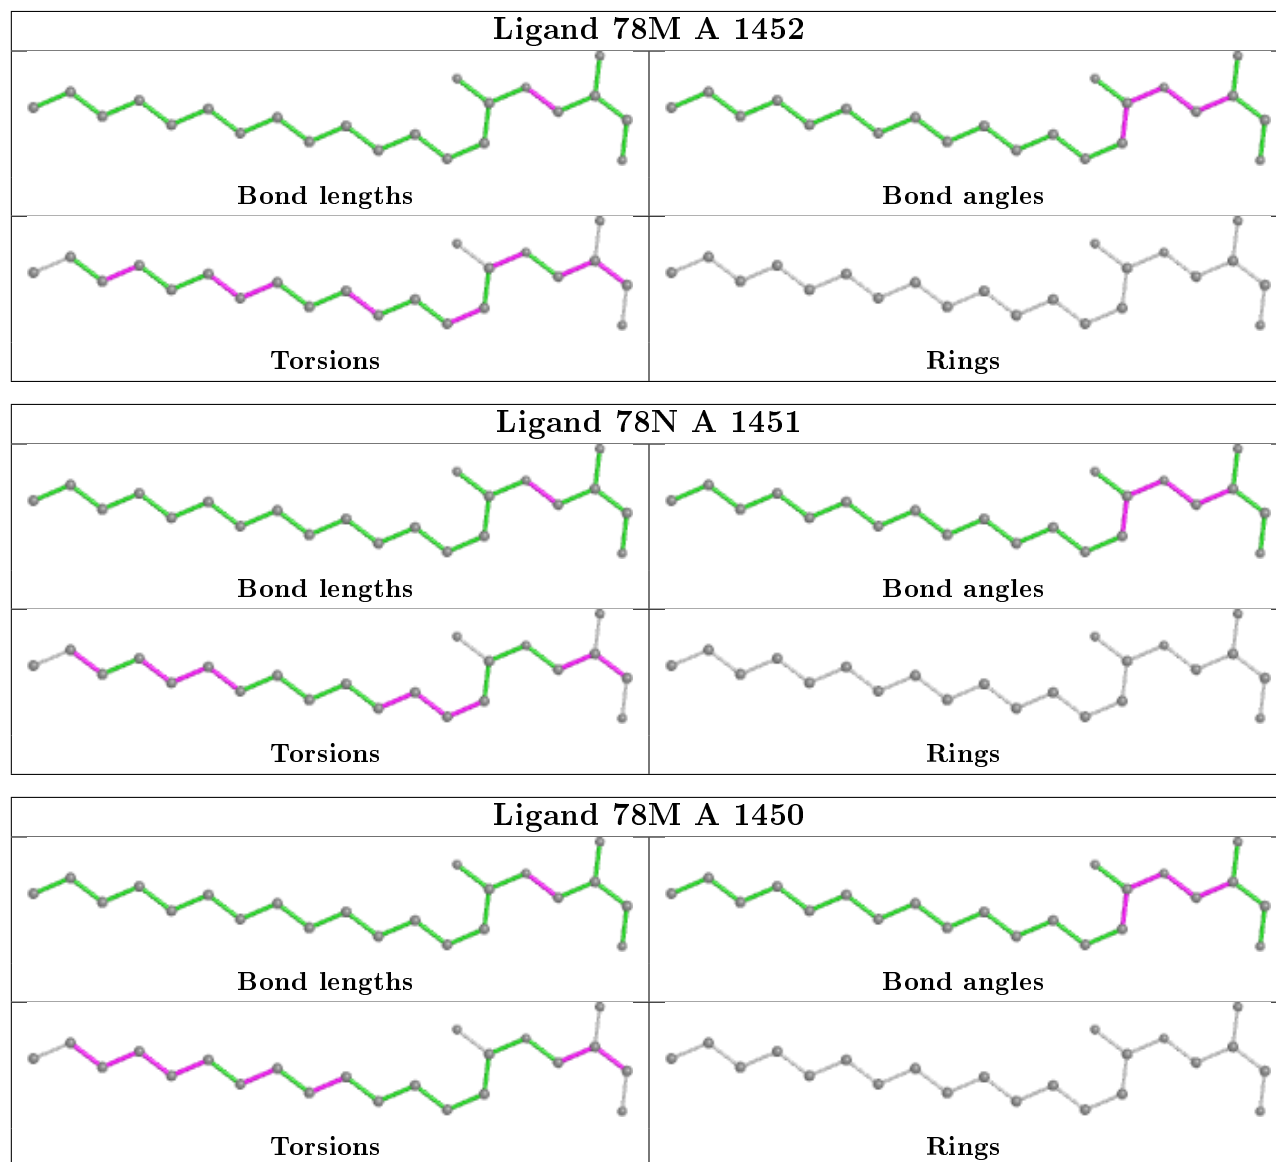 Ligand 78M A 1452
Bond lengths
Bond angles
Torsions
Rings
Ligand 78N A 1451
Bond lengths
Bond angles
Torsions
Rings
Ligand 78M A 1450
Bond lengths
Bond angles
Torsions
Rings